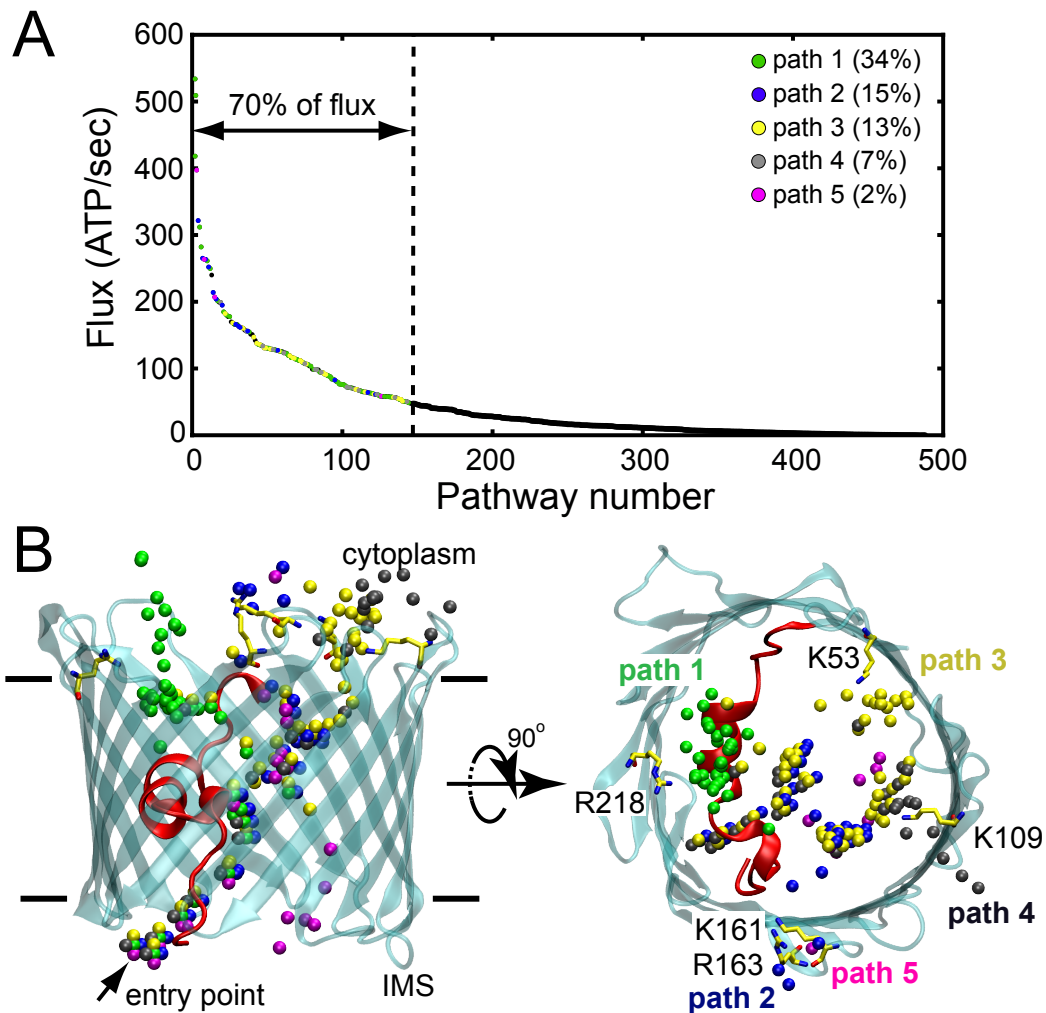 A
600
500
400
300
200
100
0
Flux (ATP/sec)
70% of flux
path 1 (34%)
path 2 (15%)
path 3 (13%)
path 4 (7%)
path 5 (2%)
0 100 200 300 400 500
Pathway number
B
cytoplasm
entry point
IMS
90°
path 1
K53
path 3
R218
K109
path 4
K161
R163
path 5
path 2